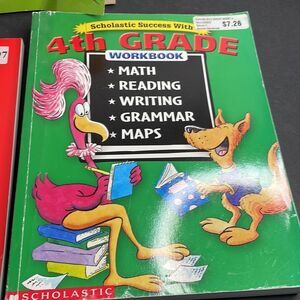 Scholastic Success With
$7.28
4th GRADE
WORKBOOK
★ MATH
★ READING
★ WRITING
★ GRAMMAR
★ MAPS
SCHOLASTIC